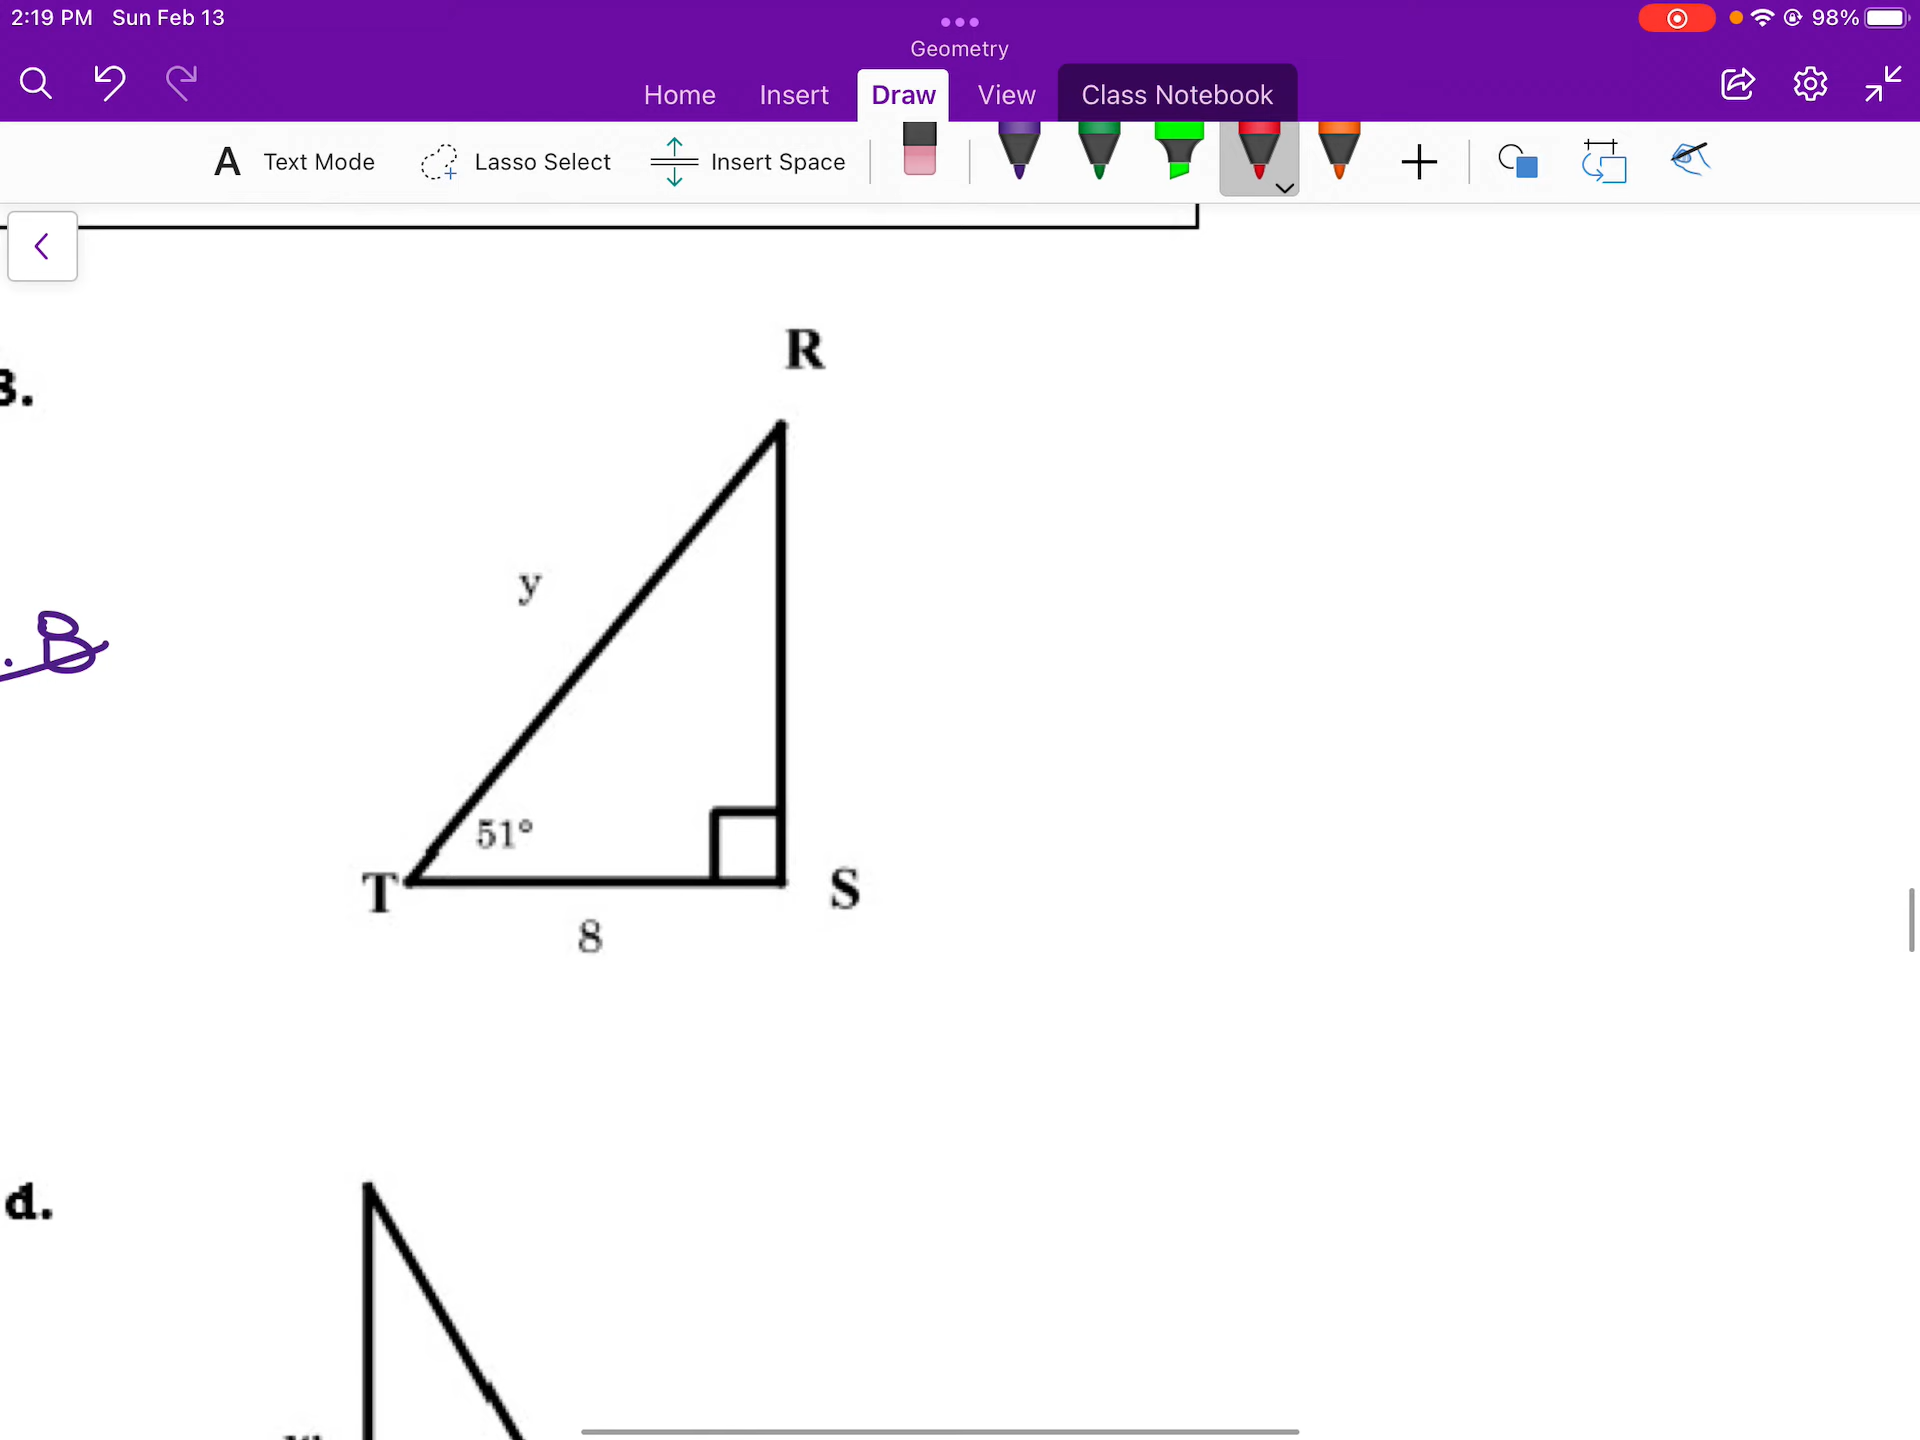 2:19 PM Sun Feb 13
98%
Geometry
Home Insert Draw View Class Notebook
A Text Mode Lasso Select Insert Space
R
3.
y
. B
51°
T S
8
d.